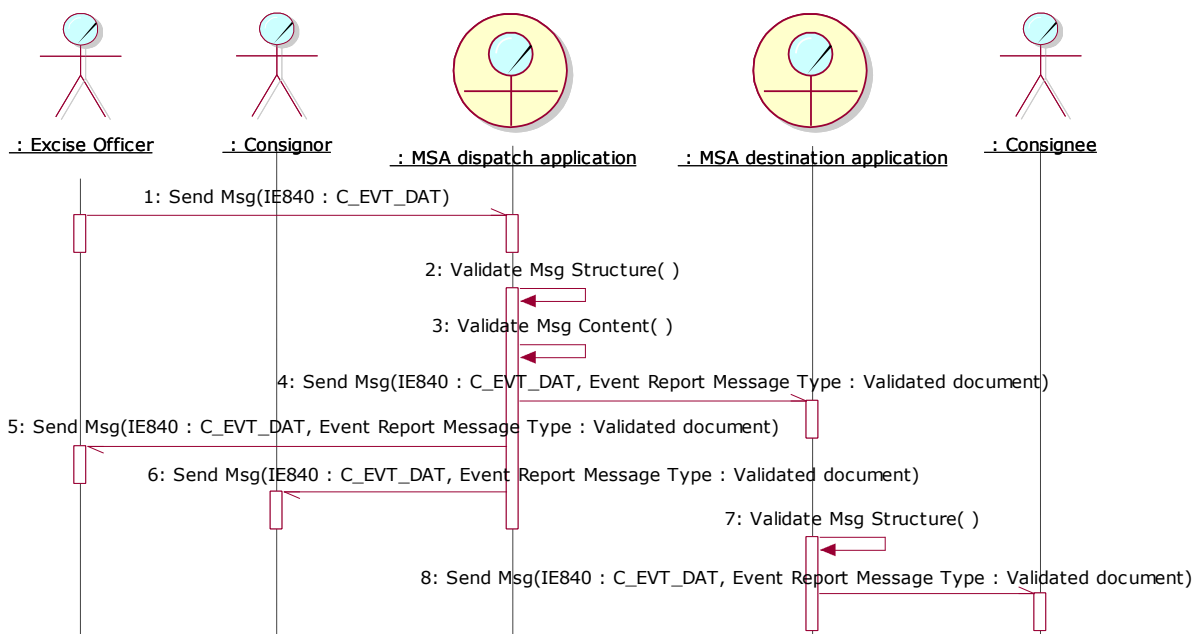 : Excise Officer
: Consignor
: MSA dispatch application
: MSA destination application
: Consignee
1: Send Msg(IE840 : C_EVT_DAT)
2: Validate Msg Structure( )
3: Validate Msg Content( )
4: Send Msg(IE840 : C_EVT_DAT, Event Report Message Type : Validated document)
5: Send Msg(IE840 : C_EVT_DAT, Event Report Message Type : Validated document)
6: Send Msg(IE840 : C_EVT_DAT, Event Report Message Type : Validated document)
7: Validate Msg Structure( )
8: Send Msg(IE840 : C_EVT_DAT, Event Report Message Type : Validated document)